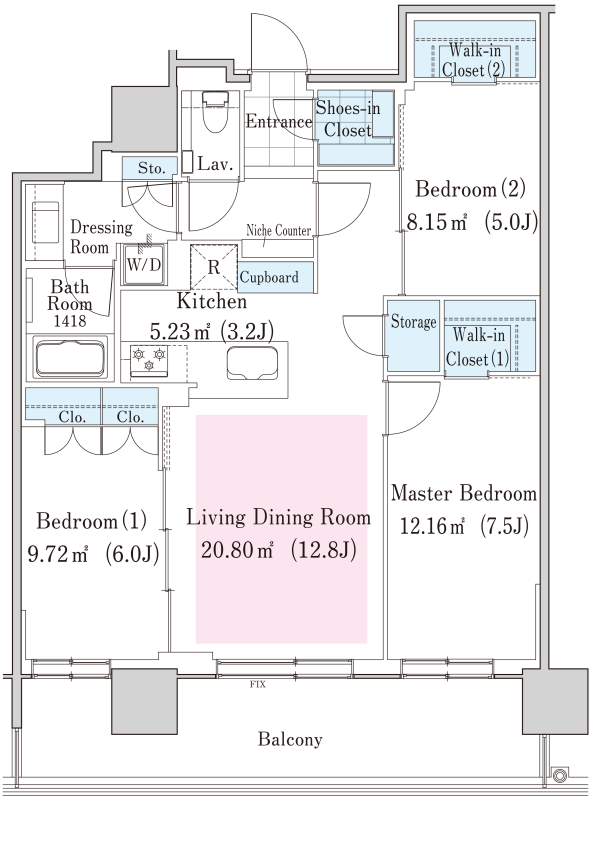 Walk-in
Closet(2)
Shoes-in
Closet
Entrance
Lav.
Sto.
Bedroom(2)
8.15㎡ (5.0J)
Dressing
Room
Niche Counter
W/D
R
Cupboard
Bath
Room
1418
Kitchen
5.23㎡ (3.2J)
Storage
Walk-in
Closet(1)
Clo.
Clo.
Master Bedroom
12.16㎡ (7.5J)
Living Dining Room
20.80㎡ (12.8J)
Bedroom(1)
9.72㎡ (6.0J)
FIX
Balcony